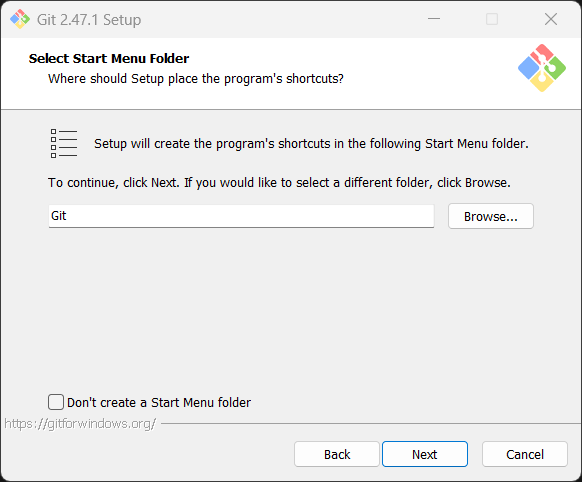 Git 2.47.1 Setup
Select Start Menu Folder
Where should Setup place the program's shortcuts?
Setup will create the program's shortcuts in the following Start Menu folder.
To continue, click Next. If you would like to select a different folder, click Browse.
Git
Browse...
Don't create a Start Menu folder
https://gitforwindows.org/
Back
Next
Cancel